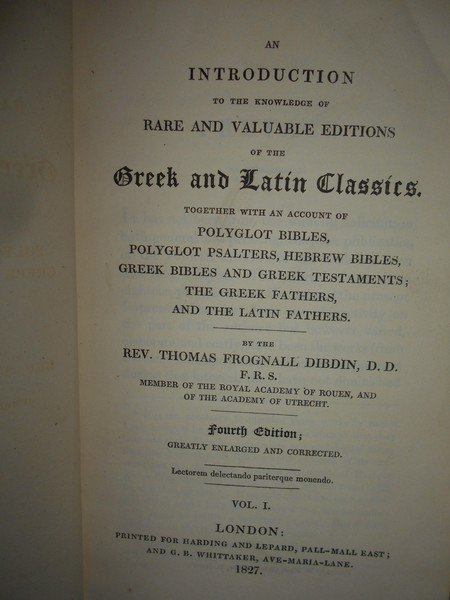 AN
INTRODUCTION
TO THE KNOWLEDGE OF
RARE AND VALUABLE EDITIONS
OF THE
Greek and Latin Classics.
TOGETHER WITH AN ACCOUNT OF
POLYGLOT BIBLES,
POLYGLOT PSALTERS, HEBREW BIBLES,
GREEK BIBLES AND GREEK TESTAMENTS;
THE GREEK FATHERS,
AND THE LATIN FATHERS.
BY THE
REV. THOMAS FROGNALL DIBDIN, D. D.
F. R. S.
MEMBER OF THE ROYAL ACADEMY OF ROUEN, AND
OF THE ACADEMY OF UTRECHT.
Fourth Edition;
GREATLY ENLARGED AND CORRECTED.
Lectorem delectando pariterque monendo.
VOL. I.
LONDON:
PRINTED FOR HARDING AND LEPARD, PALL-MALL EAST;
AND G. B. WHITTAKER, AVE-MARIA-LANE.
1827.